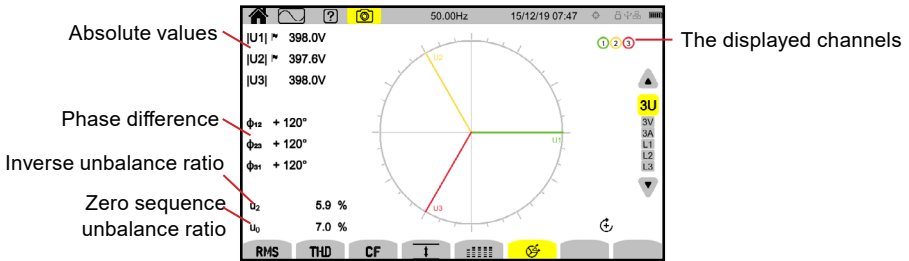 ? 50.00Hz 15/12/19 07:47
Absolute values
|U1| 398.0V
|U2| 397.6V
|U3| 398.0V
U2
1 2 3
The displayed channels
3U
3V
3A
L1
L2
L3
Phase difference
ϕ12 + 120°
ϕ23 + 120°
ϕ31 + 120°
U1
Inverse unbalance ratio
u2 5.9 %
U3
Zero sequence
unbalance ratio
u0 7.0 %
RMS THD CF